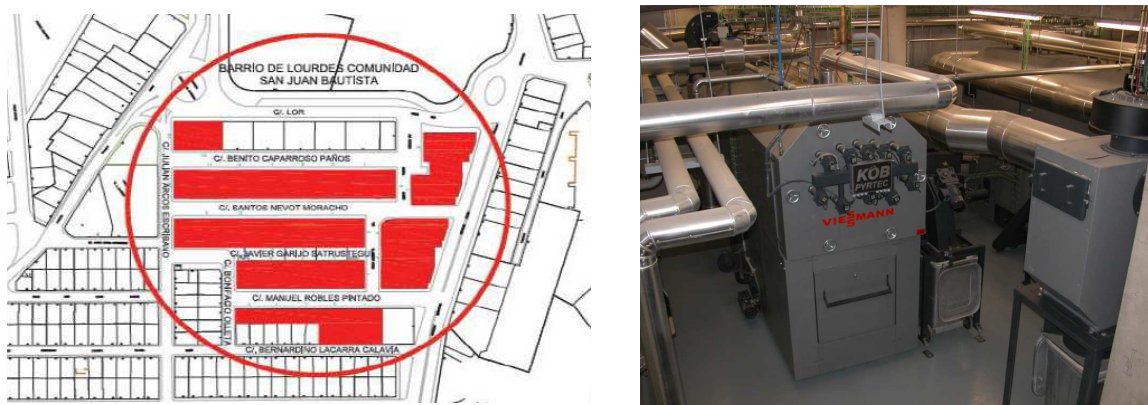 BARRIO DE LOURDES COMUNIDAD
SAN JUAN BAUTISTA
C/. LOR
C/. BENITO CAPARROSO PAÑOS
C/. SANTOS NEVOT MORACHO
C/. JULIAN ARCOS ESCRIBANO
C/. JAVIER GARIJO SATRUSTEGUI
C/. BONIFACIO OLLETA
C/. MANUEL ROBLES PINTADO
C/. BERNARDINO LACARRA CALAVIA
KÖB
PYRTEC
VIESSMANN